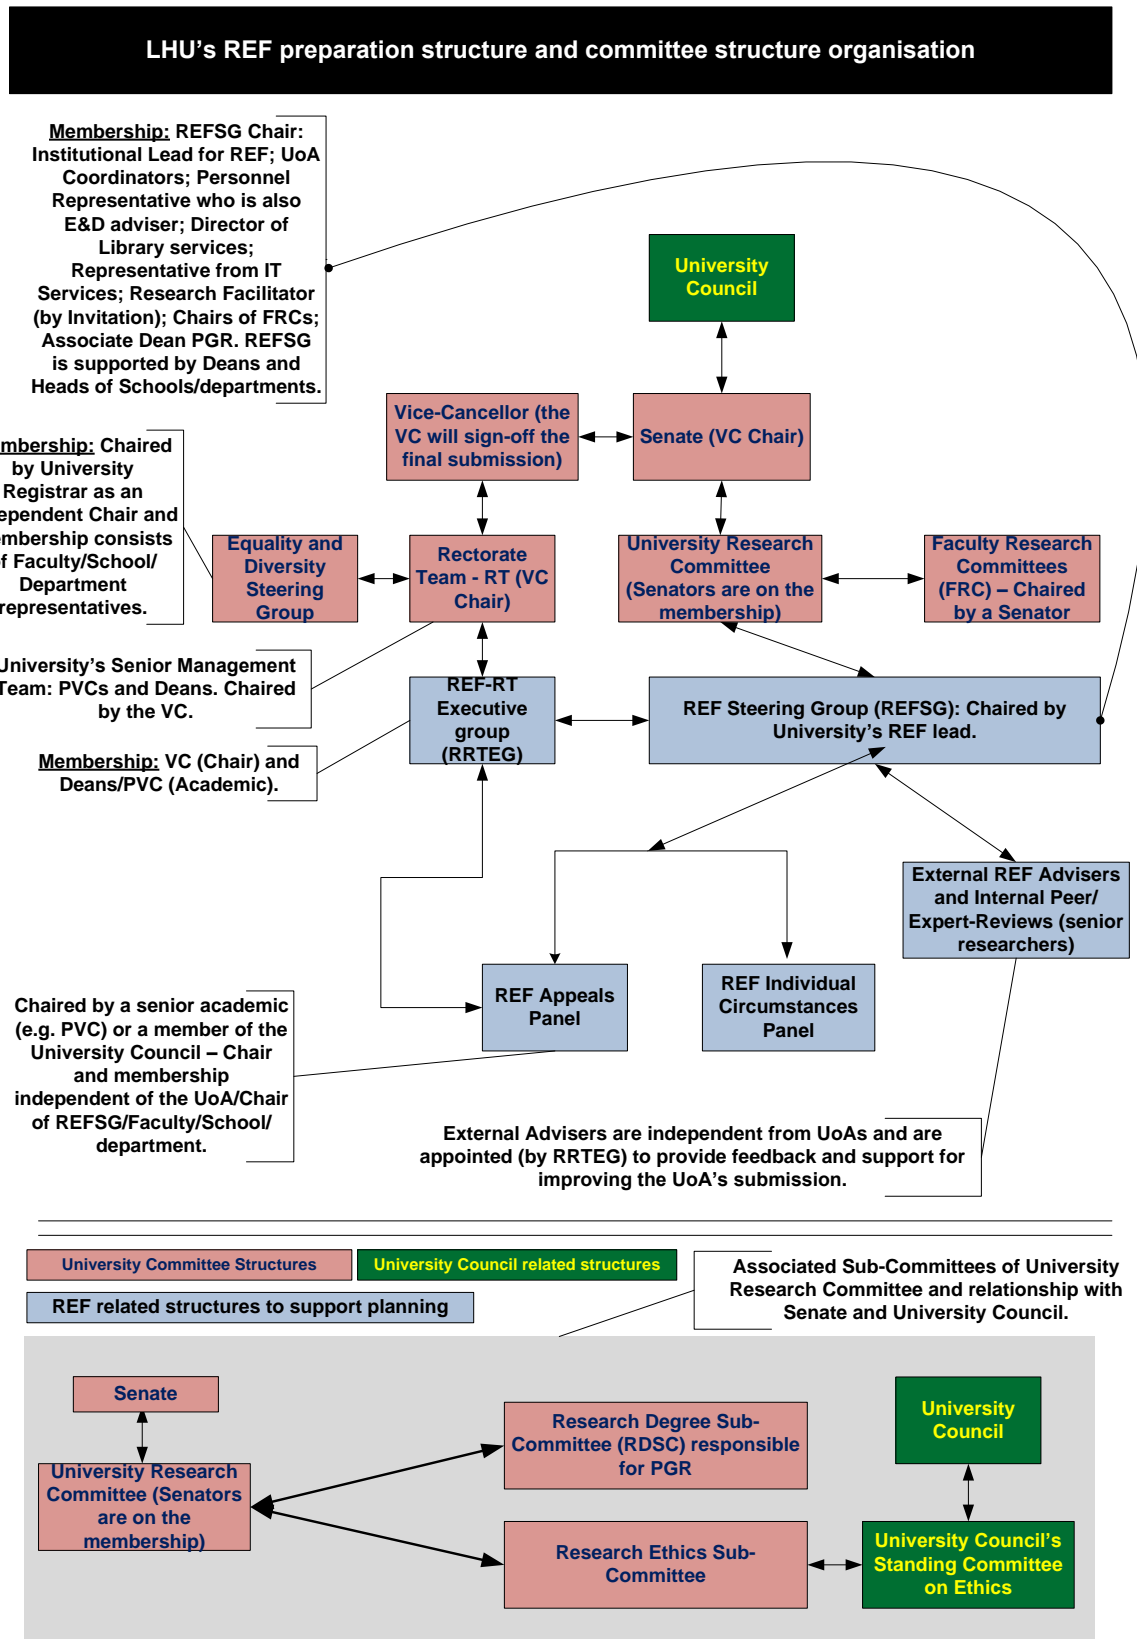 LHU's REF preparation structure and committee structure organisation
Membership: REFSG Chair:
Institutional Lead for REF; UoA
Coordinators; Personnel
Representative who is also
E&D adviser; Director of
Library services;
Representative from IT
Services; Research Facilitator
(by Invitation); Chairs of FRCs;
Associate Dean PGR. REFSG
is supported by Deans and
Heads of Schools/departments.
University
Council
Vice-Cancellor (the
VC will sign-off the
final submission)
Senate (VC Chair)
mbership: Chaired
by University
Registrar as an
ependent Chair and
embership consists
f Faculty/School/
Department
representatives.
Equality and
Diversity
Steering
Group
Rectorate
Team - RT (VC
Chair)
University Research
Committee
(Senators are on the
membership)
Faculty Research
Committees
(FRC) – Chaired
by a Senator
University's Senior Management
Team: PVCs and Deans. Chaired
by the VC.
REF-RT
Executive
group
(RRTEG)
REF Steering Group (REFSG): Chaired by
University's REF lead.
Membership: VC (Chair) and
Deans/PVC (Academic).
External REF Advisers
and Internal Peer/
Expert-Reviews (senior
researchers)
REF Appeals
Panel
REF Individual
Circumstances
Panel
Chaired by a senior academic
(e.g. PVC) or a member of the
University Council – Chair
and membership
independent of the UoA/Chair
of REFSG/Faculty/School/
department.
External Advisers are independent from UoAs and are
appointed (by RRTEG) to provide feedback and support for
improving the UoA's submission.
University Committee Structures
University Council related structures
REF related structures to support planning
Associated Sub-Committees of University
Research Committee and relationship with
Senate and University Council.
Senate
University Research
Committee (Senators
are on the
membership)
Research Degree Sub-
Committee (RDSC) responsible
for PGR
Research Ethics Sub-
Committee
University
Council
University Council's
Standing Committee
on Ethics